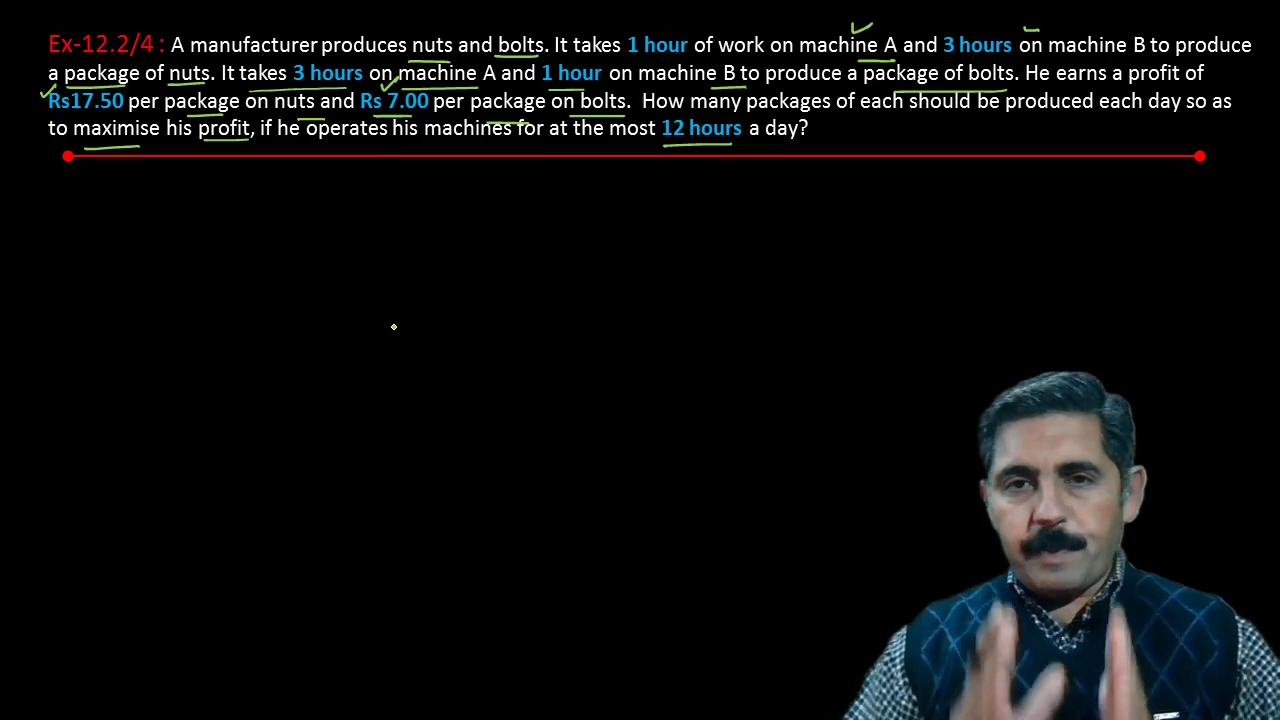 Ex-12.2/4 : A manufacturer produces nuts and bolts. It takes 1 hour of work on machine A and 3 hours on machine B to produce
a package of nuts. It takes 3 hours on machine A and 1 hour on machine B to produce a package of bolts. He earns a profit of
Rs17.50 per package on nuts and Rs 7.00 per package on bolts. How many packages of each should be produced each day so as
to maximise his profit, if he operates his machines for at the most 12 hours a day?